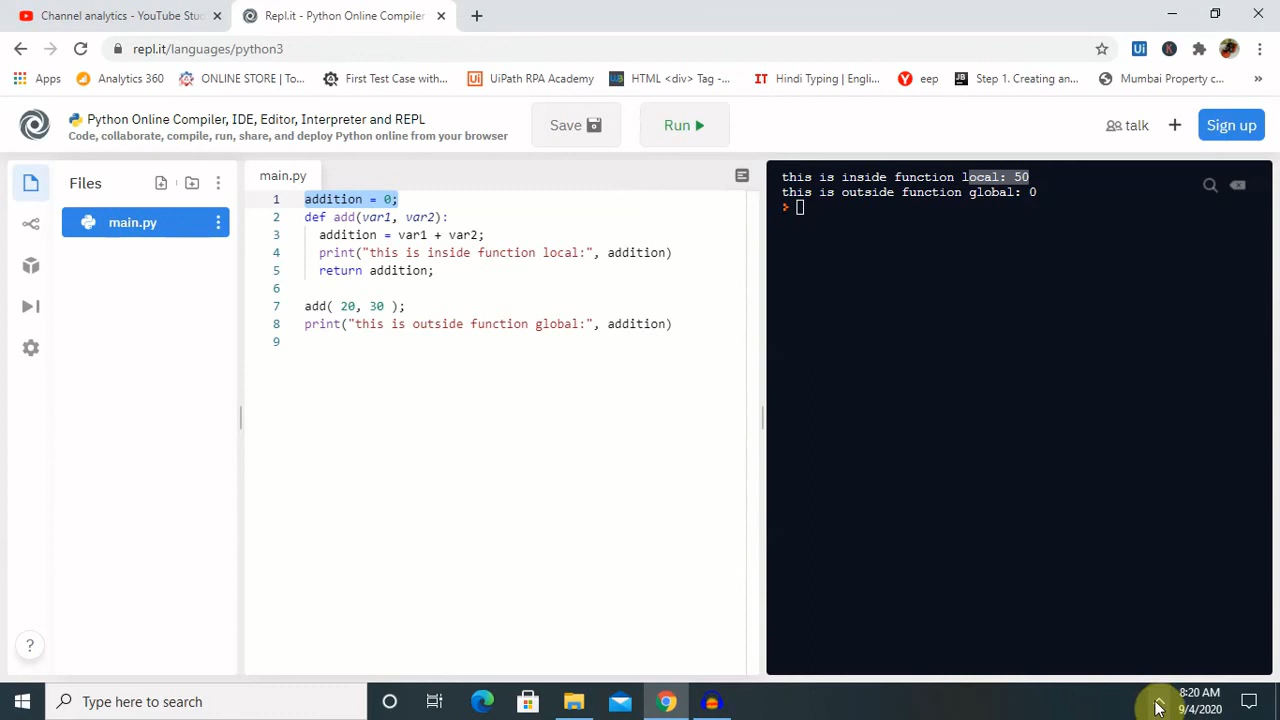 Channel analytics - YouTube Stud
Repl.it - Python Online Compiler
repl.it/languages/python3
Ui
K
Apps
Analytics 360
ONLINE STORE | To...
First Test Case with...
UiPath RPA Academy
HTML <div> Tag -...
Hindi Typing | Engli...
eep
Step 1. Creating an...
Mumbai Property c...
»
Python Online Compiler, IDE, Editor, Interpreter and REPL
Code, collaborate, compile, run, share, and deploy Python online from your browser
Save
Run
talk
Sign up
Files
main.py
main.py
1 addition = 0;
2 def add(var1, var2):
3 addition = var1 + var2;
4 print("this is inside function local:", addition)
5 return addition;
6
7 add( 20, 30 );
8 print("this is outside function global:", addition)
9
this is inside function local: 50
this is outside function global: 0
?
Type here to search
8:20 AM
9/4/2020